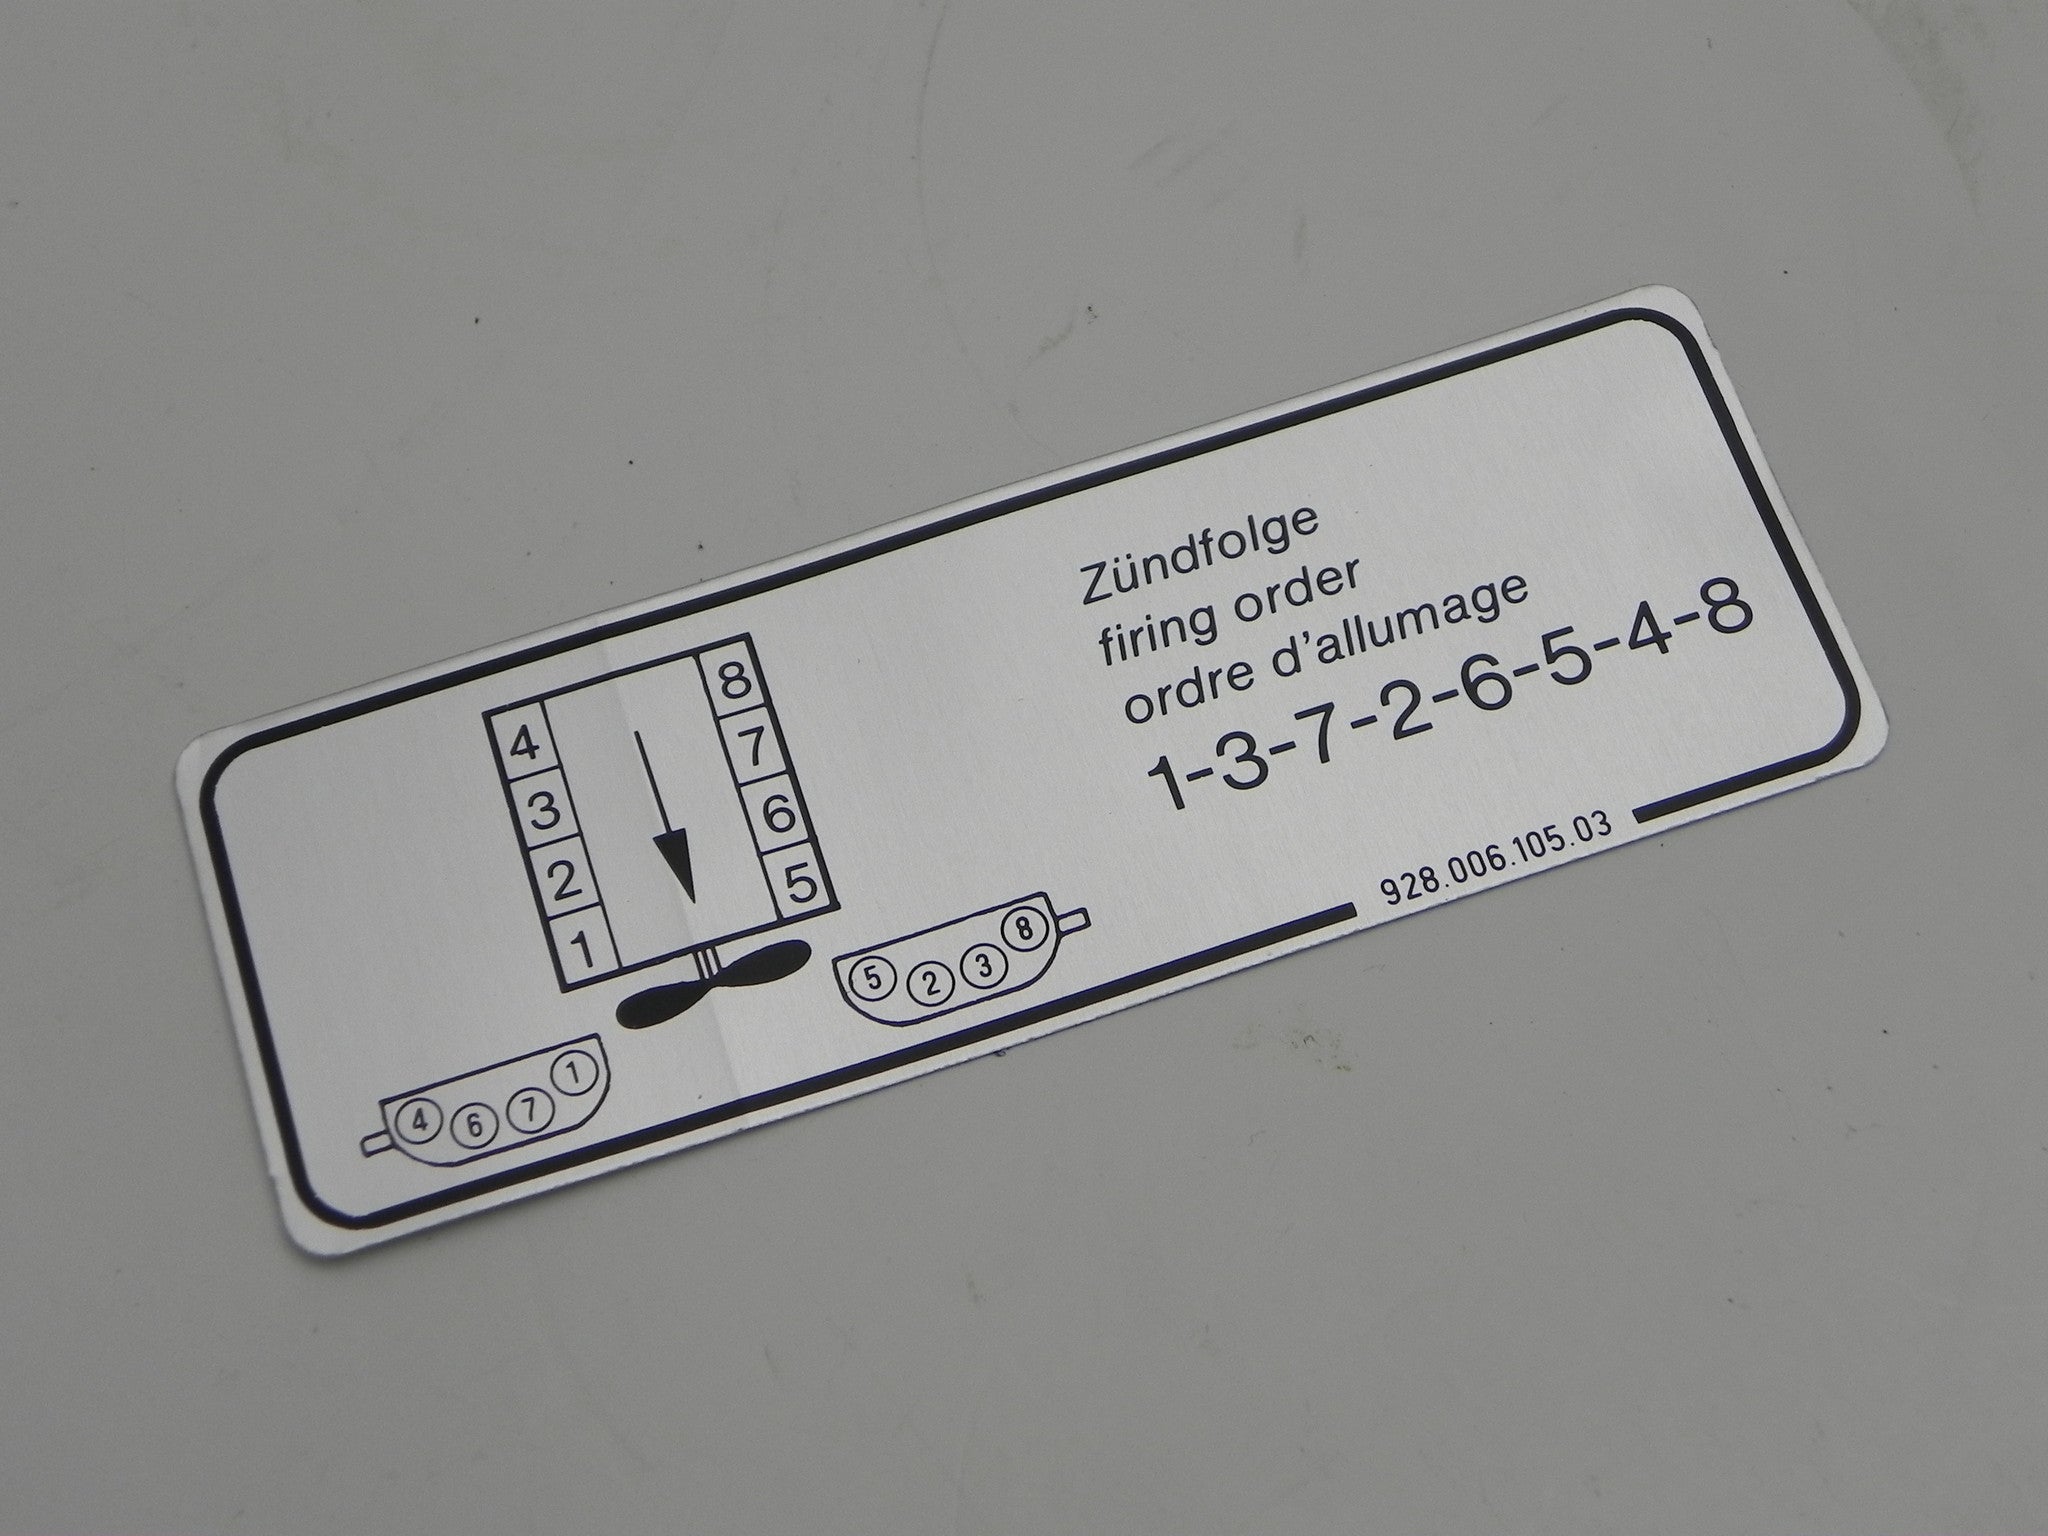 4 8
3 7
2 6
1 5
4 6 7 1
5 2 3 8
Zündfolge
firing order
ordre d'allumage
1-3-7-2-6-5-4-8
928.006.105.03